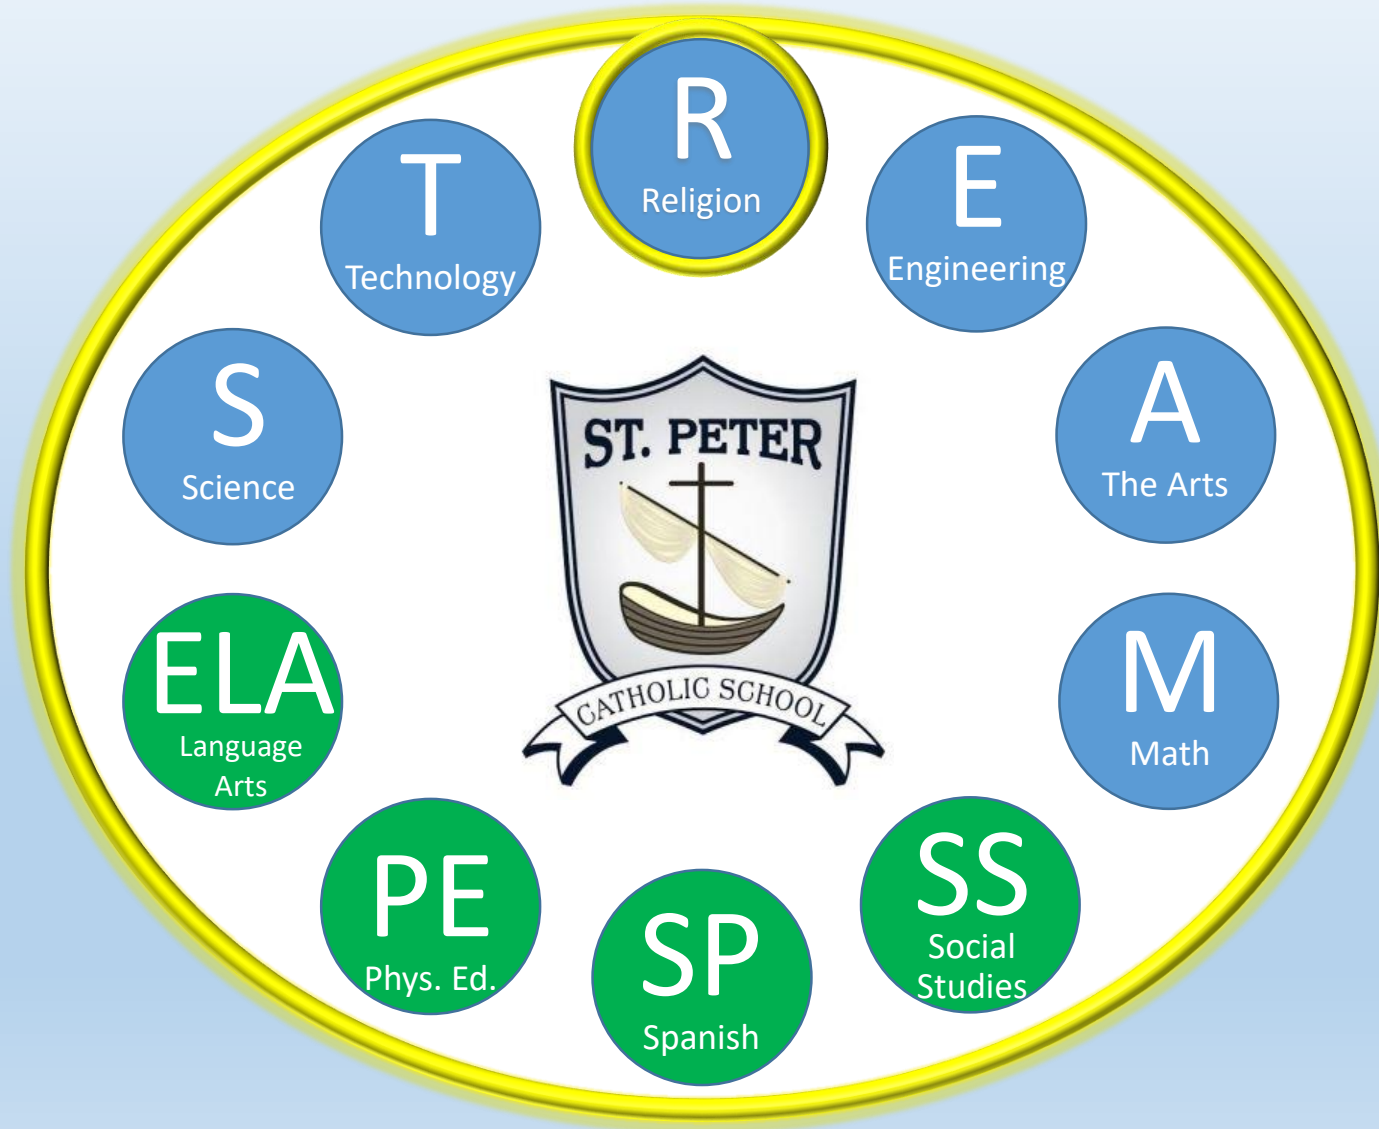 R
Religion
T
Technology
E
Engineering
S
Science
A
The Arts
ST. PETER
CATHOLIC SCHOOL
ELA
Language
Arts
M
Math
PE
Phys. Ed.
SP
Spanish
SS
Social
Studies